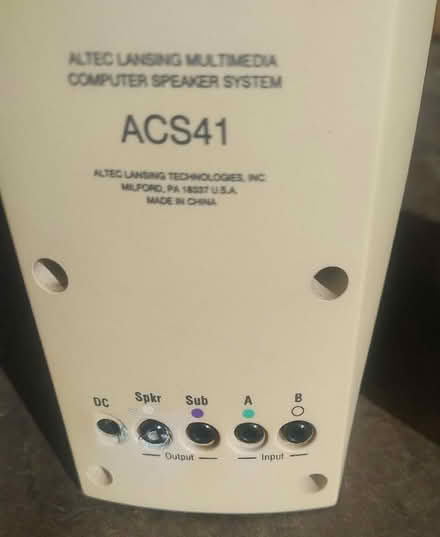 ALTEC LANSING MULTIMEDIA
COMPUTER SPEAKER SYSTEM
ACS41
ALTEC LANSING TECHNOLOGIES, INC.
MILFORD, PA 18337 U.S.A.
MADE IN CHINA
DC Spkr Sub A B
Output Input